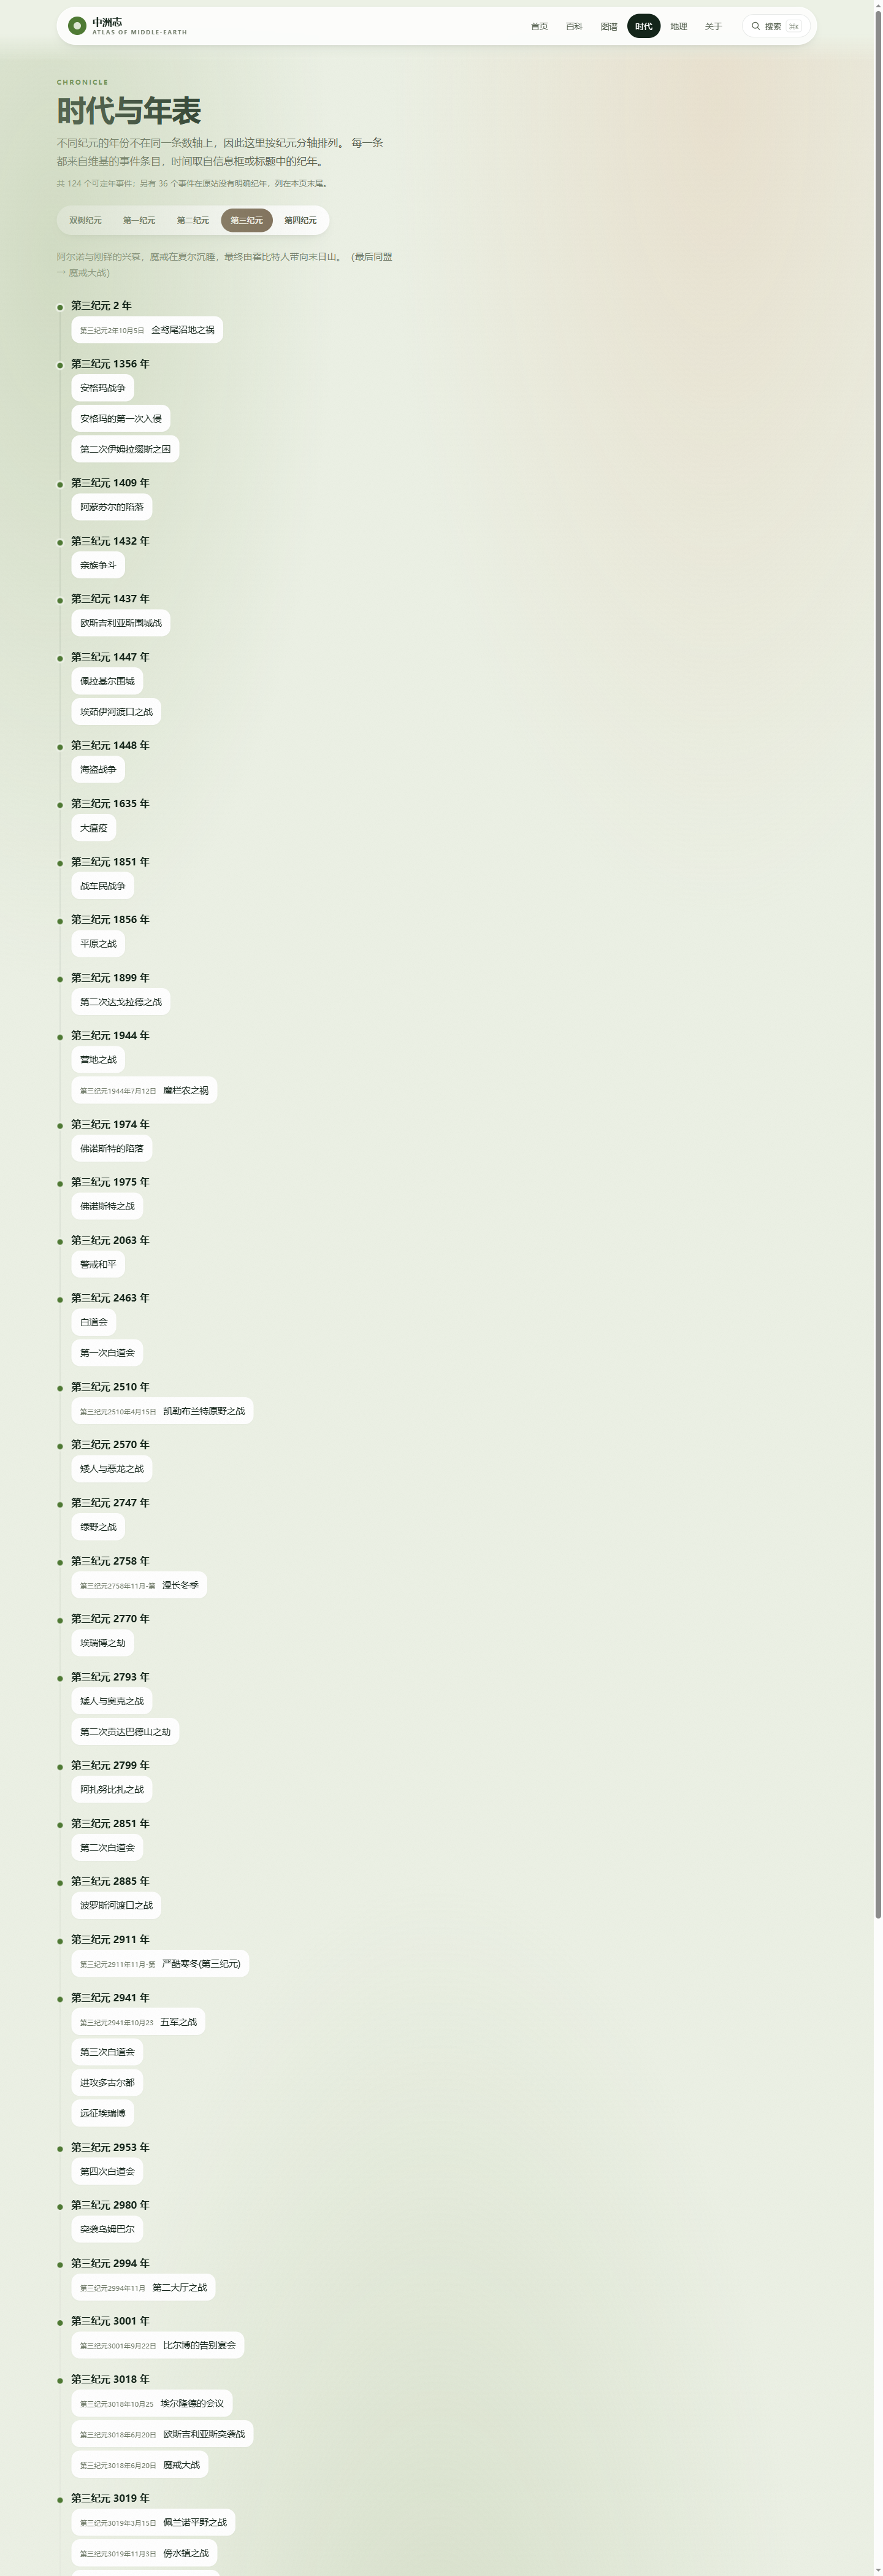 中洲志
ATLAS OF MIDDLE-EARTH
首页 百科 图谱 时代 地理 关于 搜索 ⌘K
CHRONICLE
时代与年表
不同纪元的年份不在同一条数轴上，因此这里按纪元分轴排列。 每一条
都来自维基的事件条目，时间取自信息框或标题中的纪年。
共 124 个可定年事件；另有 36 个事件在原站没有明确纪年，列在本页末尾。
双树纪元 第一纪元 第二纪元 第三纪元 第四纪元
阿尔诺与刚铎的兴衰，魔戒在夏尔沉睡，最终由霍比特人带向末日山。（最后同盟
→ 魔戒大战）
第三纪元 2 年
第三纪元2年10月5日 金鸢尾沼地之祸
第三纪元 1356 年
安格玛战争
安格玛的第一次入侵
第二次伊姆拉缀斯之困
第三纪元 1409 年
阿蒙苏尔的陷落
第三纪元 1432 年
亲族争斗
第三纪元 1437 年
欧斯吉利亚斯围城战
第三纪元 1447 年
佩拉基尔围城
埃茹伊河渡口之战
第三纪元 1448 年
海盗战争
第三纪元 1635 年
大瘟疫
第三纪元 1851 年
战车民战争
第三纪元 1856 年
平原之战
第三纪元 1899 年
第二次达戈拉德之战
第三纪元 1944 年
营地之战
第三纪元1944年7月12日 魔栏农之祸
第三纪元 1974 年
佛诺斯特的陷落
第三纪元 1975 年
佛诺斯特之战
第三纪元 2063 年
警戒和平
第三纪元 2463 年
白道会
第一次白道会
第三纪元 2510 年
第三纪元2510年4月15日 凯勒布兰特原野之战
第三纪元 2570 年
矮人与恶龙之战
第三纪元 2747 年
绿野之战
第三纪元 2758 年
第三纪元2758年11月-第 漫长冬季
第三纪元 2770 年
埃瑞博之劫
第三纪元 2793 年
矮人与奥克之战
第二次贡达巴德山之劫
第三纪元 2799 年
阿扎努比扎之战
第三纪元 2851 年
第二次白道会
第三纪元 2885 年
波罗斯河渡口之战
第三纪元 2911 年
第三纪元2911年11月-第 严酷寒冬(第三纪元)
第三纪元 2941 年
第三纪元2941年10月23 五军之战
第三次白道会
进攻多古尔都
远征埃瑞博
第三纪元 2953 年
第四次白道会
第三纪元 2980 年
突袭乌姆巴尔
第三纪元 2994 年
第三纪元2994年11月 第二大厅之战
第三纪元 3001 年
第三纪元3001年9月22日 比尔博的告别宴会
第三纪元 3018 年
第三纪元3018年10月25 埃尔隆德的会议
第三纪元3018年6月20日 欧斯吉利亚斯突袭战
第三纪元3018年6月20日 魔戒大战
第三纪元 3019 年
第三纪元3019年3月15日 佩兰诺平野之战
第三纪元3019年11月3日 傍水镇之战